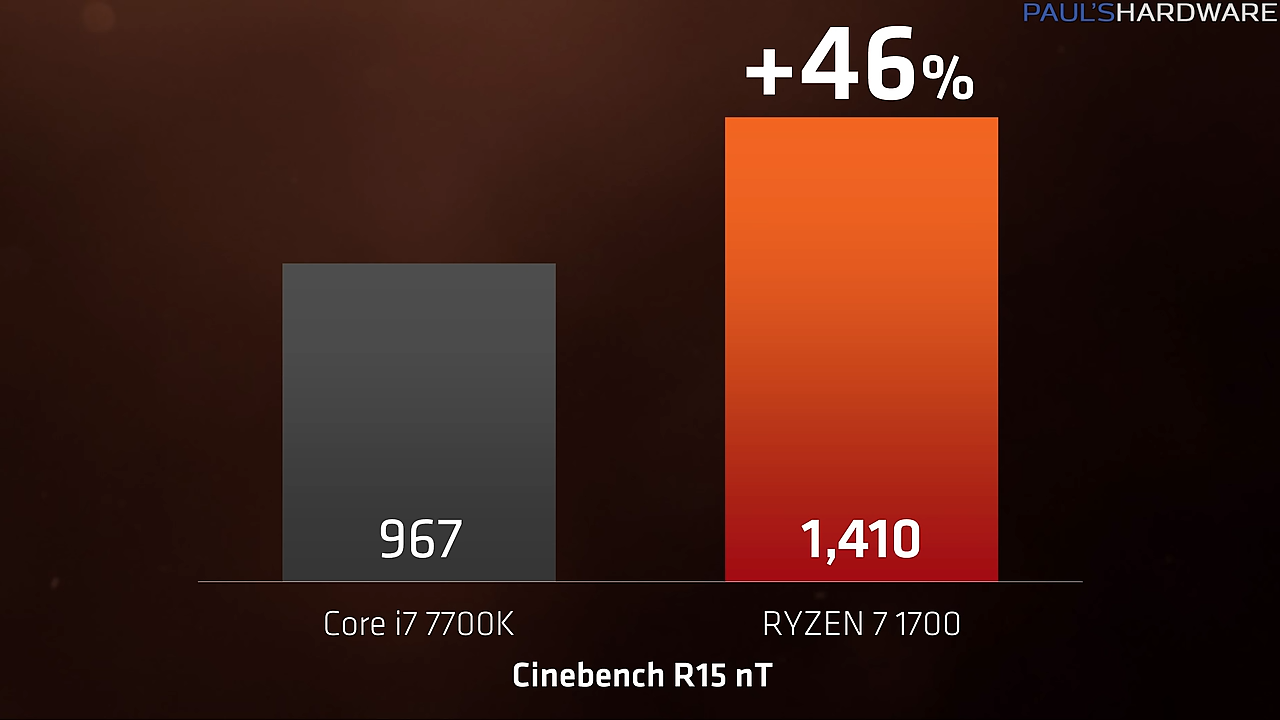 PAUL'SHARDWARE
+46%
967
1,410
Core i7 7700K
RYZEN 7 1700
Cinebench R15 nT